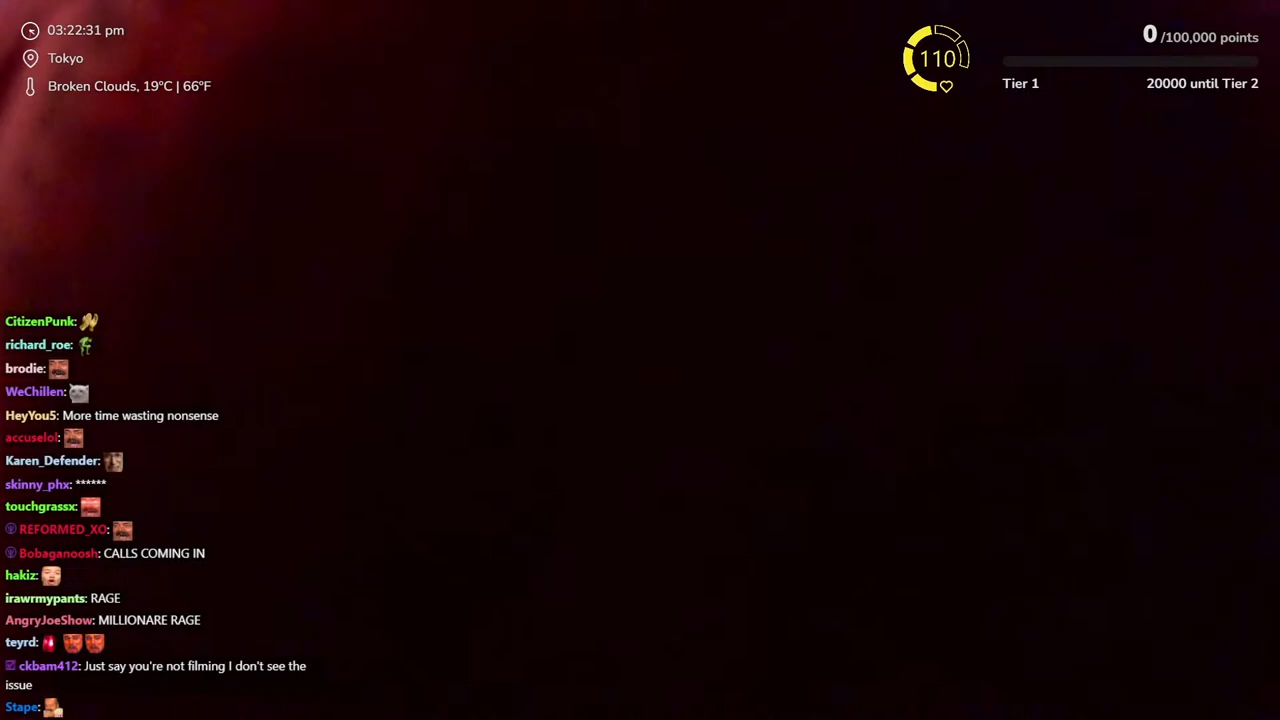 03:22:31 pm
Tokyo
Broken Clouds, 19°C | 66°F
110
0 /100,000 points
Tier 1
20000 until Tier 2
CitizenPunk:
richard_roe:
brodie:
WeChillen:
HeyYou5: More time wasting nonsense
accuselol:
Karen_Defender:
skinny_phx: ******
touchgrassx:
REFORMED_XO:
Bobaganoosh: CALLS COMING IN
hakiz:
irawrmypants: RAGE
AngryJoeShow: MILLIONARE RAGE
teyrd:
ckbam412: Just say you're not filming I don't see the
issue
Stape: